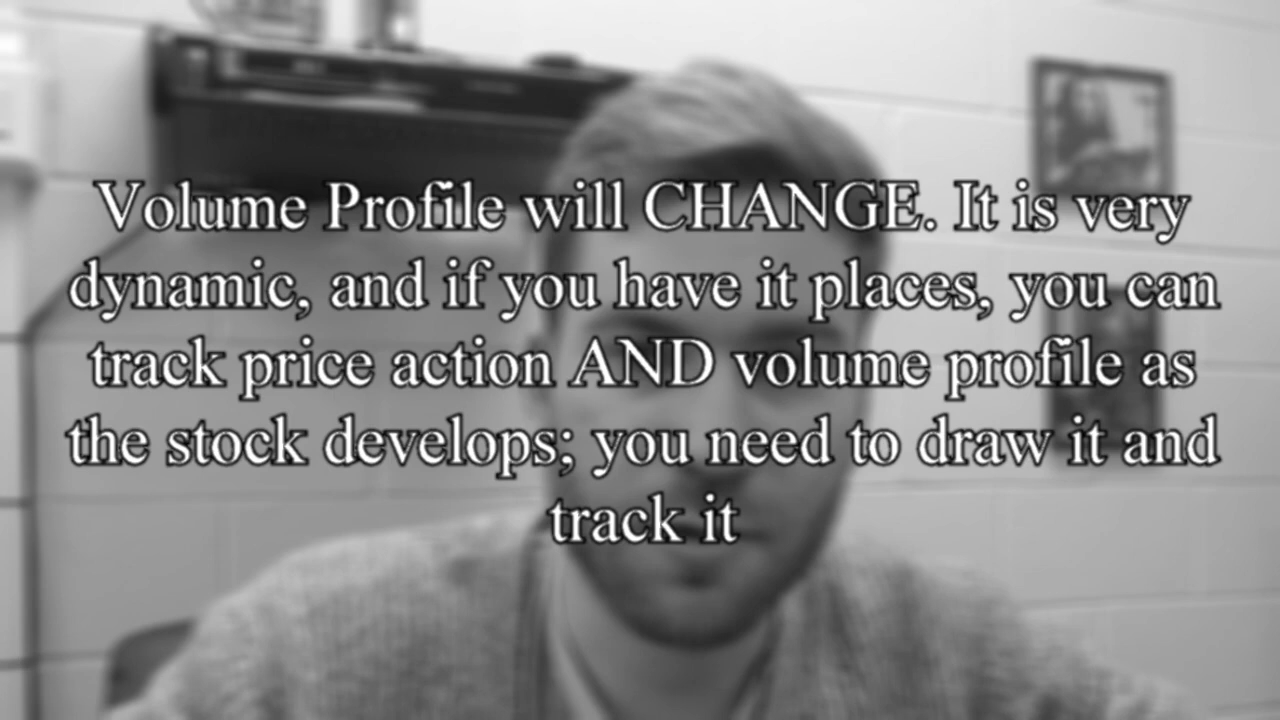 Volume Profile will CHANGE. It is very
dynamic, and if you have it places, you can
track price action AND volume profile as
the stock develops; you need to draw it and
track it